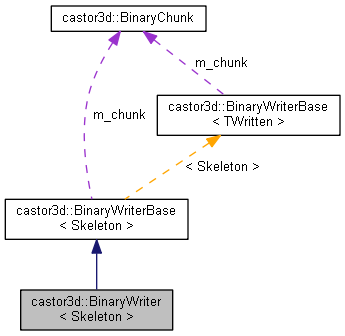 castor3d::BinaryChunk
m_chunk
m_chunk
castor3d::BinaryWriterBase
< TWritten >
< Skeleton >
castor3d::BinaryWriterBase
< Skeleton >
castor3d::BinaryWriter
< Skeleton >